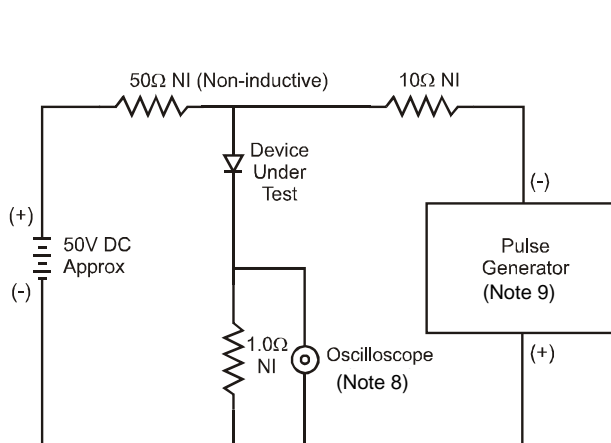 50Ω NI (Non-inductive)
10Ω NI
Device
Under
Test
(-)
(+)
50V DC
Approx
(-)
Pulse
Generator
(Note 9)
1.0Ω
NI
Oscilloscope
(Note 8)
(+)